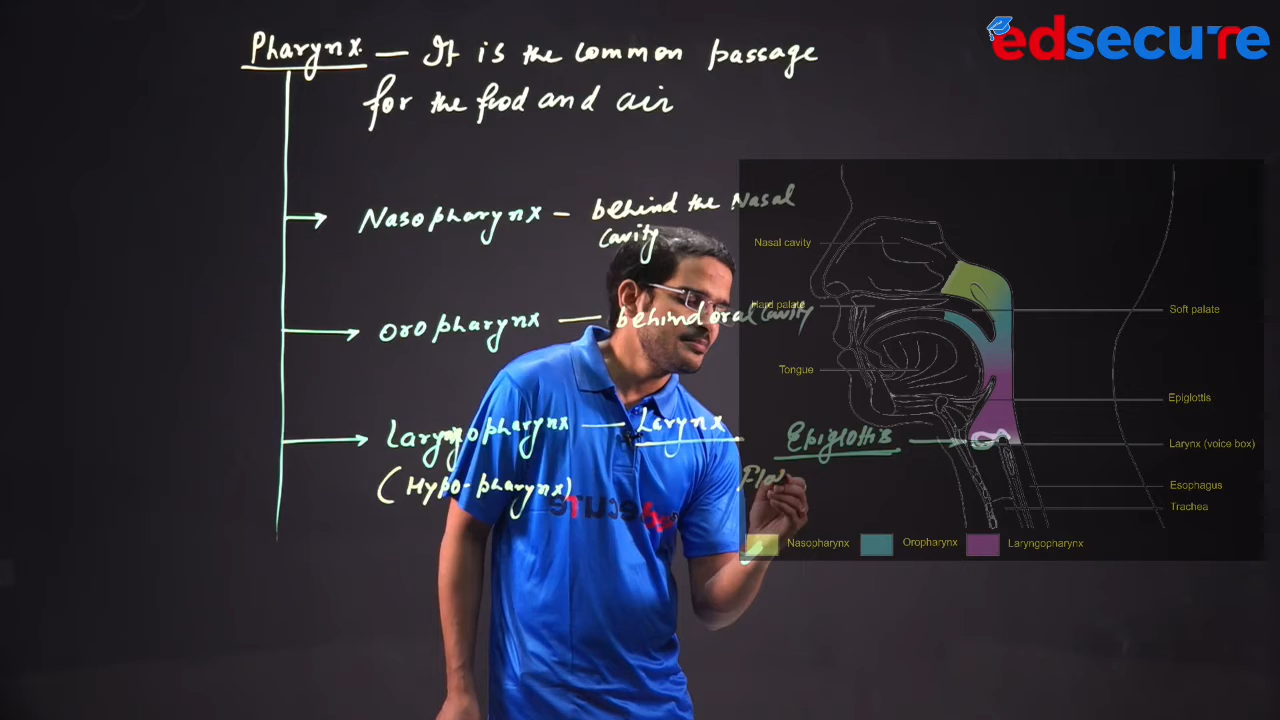 edsecure
Pharynx — It is the common passage
for the food and air
Nasopharynx — behind the Nasal
cavity
Nasal cavity
Hard palate
Oropharynx — behind oral cavity
Soft palate
Tongue
Epiglottis
Laryngopharynx — Larynx
Epiglottis
Larynx (voice box)
(Hypo-pharynx)
Esophagus
Trachea
edsecure
Nasopharynx
Oropharynx
Laryngopharynx